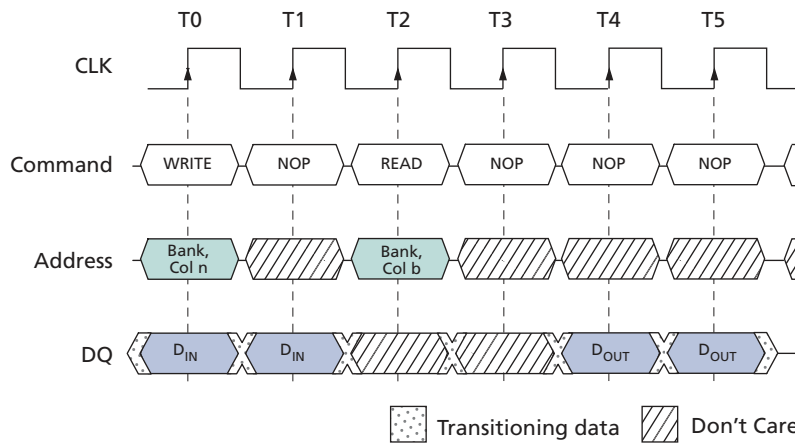 T0 T1 T2 T3 T4 T5
CLK
Command WRITE NOP READ NOP NOP NOP
Address Bank, Col n Bank, Col b
DQ DIN DIN DOUT DOUT
Transitioning data Don't Care